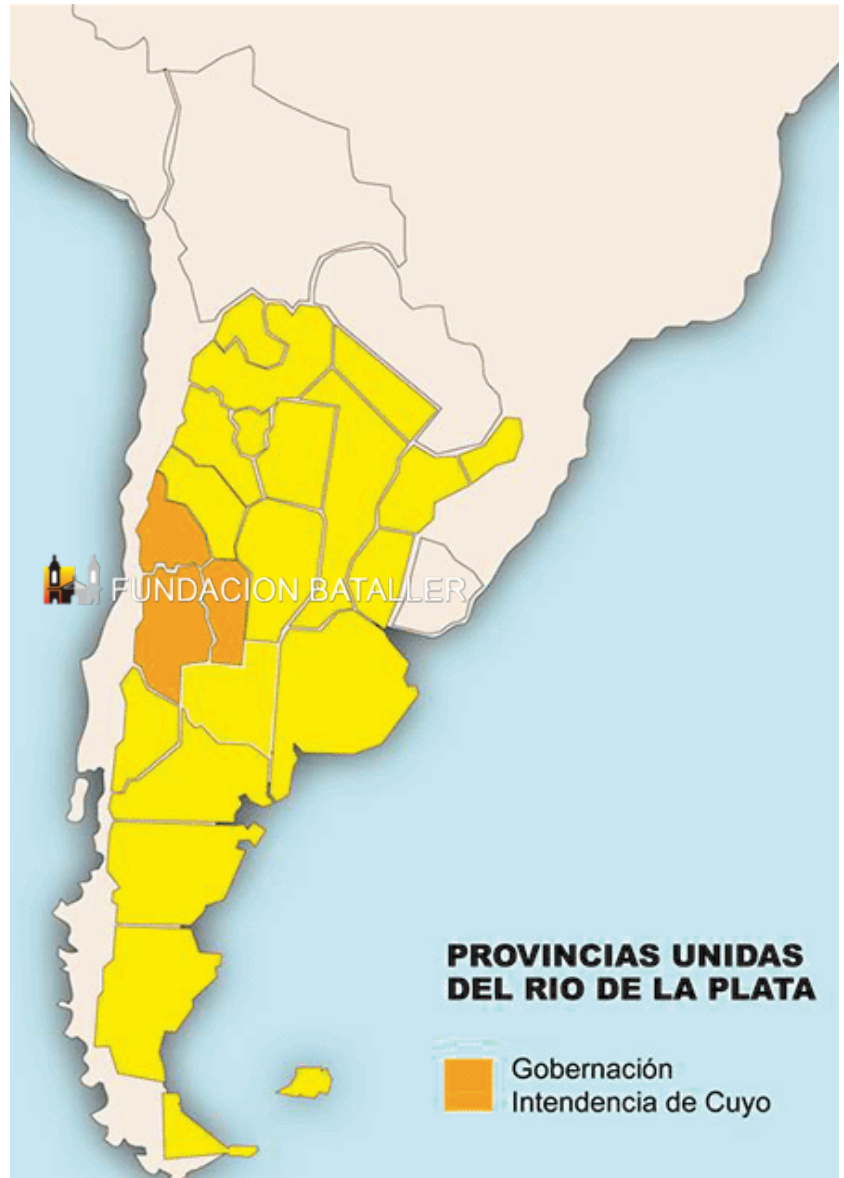 FUNDACION BATALLER
PROVINCIAS UNIDAS
DEL RIO DE LA PLATA
Gobernación
Intendencia de Cuyo